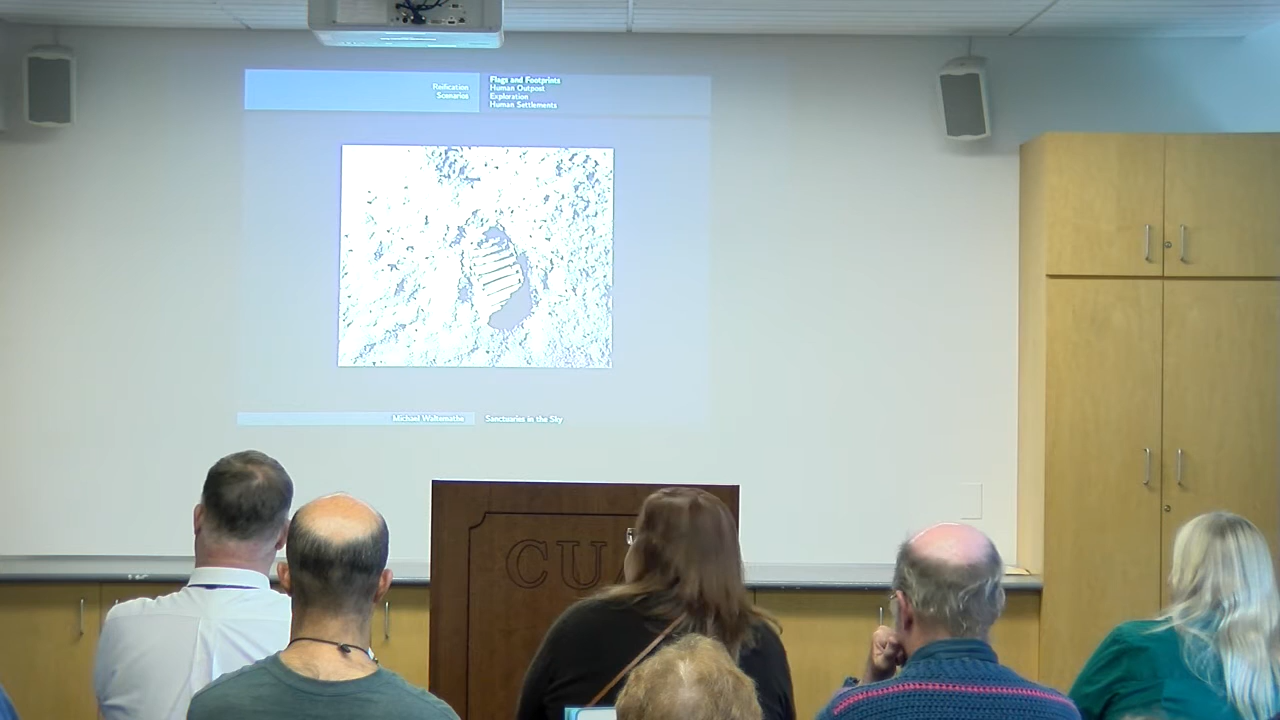 Reification
Scenarios
Flags and Footprints
Human Outpost
Exploration
Human Settlements
Michael Waltemathe
Sanctuaries in the Sky
CU